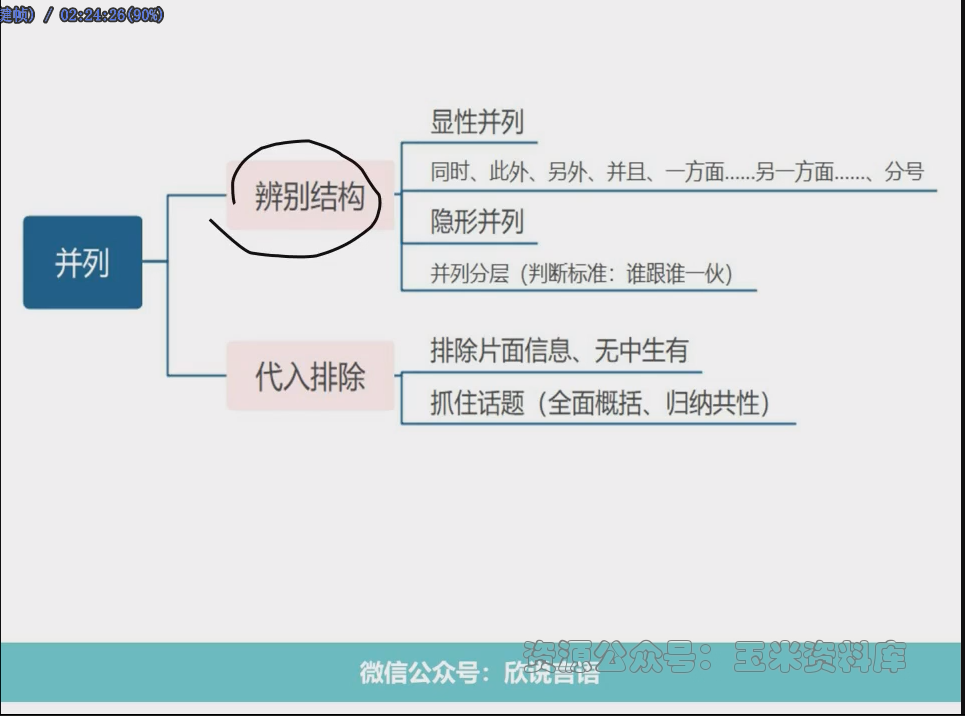 帧) / 02:24:26(90%)
显性并列
同时、此外、另外、并且、一方面……另一方面……、分号
辨别结构
隐形并列
并列
并列分层（判断标准：谁跟谁一伙）
排除片面信息、无中生有
代入排除
抓住话题（全面概括、归纳共性）
资源公众号：玉米资料库
微信公众号：欣说言语